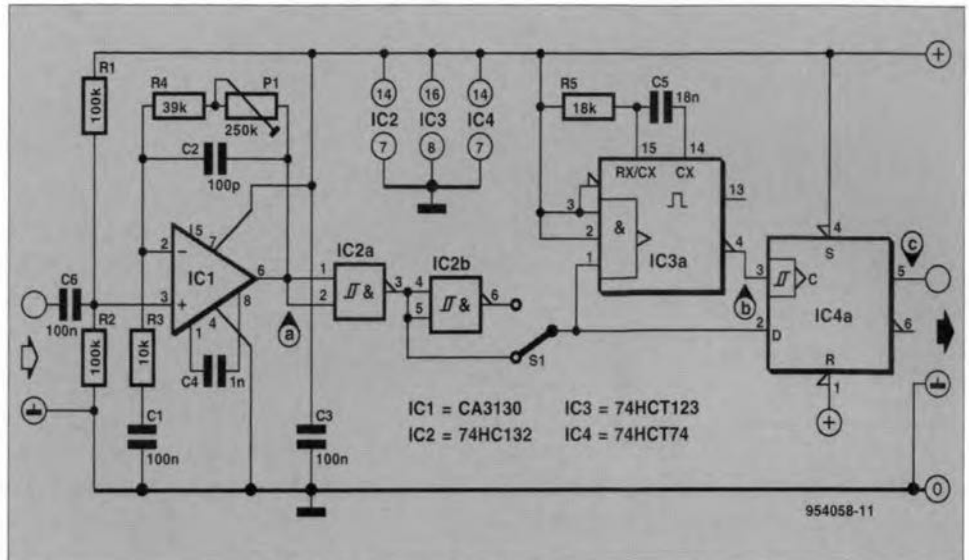 R1
100k
R4
39k
P1
250k
C2
100p
14
16
14
IC2
IC3
IC4
7
8
7
R5
18k
C5
18n
15
14
RX/CX
CX
13
3
2
&
1
4
IC3a
C6
100n
R2
100k
R3
10k
2
3
5
7
6
8
4
1
−
+
IC1
C4
1n
C1
100n
C3
100n
a
IC2a
1
2
&
3
IC2b
4
5
&
6
S1
b
4
S
3
C
2
D
5
6
R
1
IC4a
c
+
+
0
IC1 = CA3130
IC2 = 74HC132
IC3 = 74HCT123
IC4 = 74HCT74
954058-11